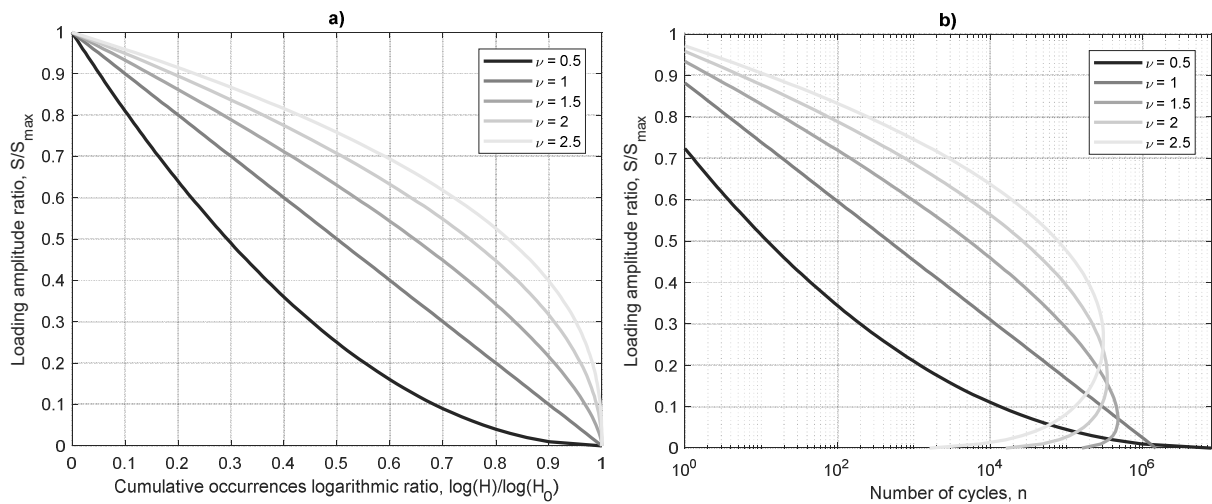 a)
Loading amplitude ratio, S/S_max
1
0.9
0.8
0.7
0.6
0.5
0.4
0.3
0.2
0.1
0
ν = 0.5
ν = 1
ν = 1.5
ν = 2
ν = 2.5
0 0.1 0.2 0.3 0.4 0.5 0.6 0.7 0.8 0.9 1
Cumulative occurrences logarithmic ratio, log(H)/log(H_0)
b)
Loading amplitude ratio, S/S_max
1
0.9
0.8
0.7
0.6
0.5
0.4
0.3
0.2
0.1
0
ν = 0.5
ν = 1
ν = 1.5
ν = 2
ν = 2.5
10^0 10^2 10^4 10^6
Number of cycles, n